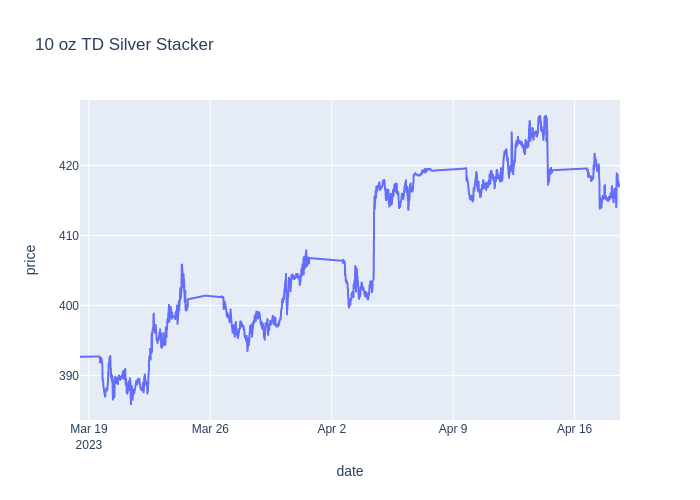 10 oz TD Silver Stacker
price
420
410
400
390
Mar 19
2023
Mar 26
Apr 2
Apr 9
Apr 16
date